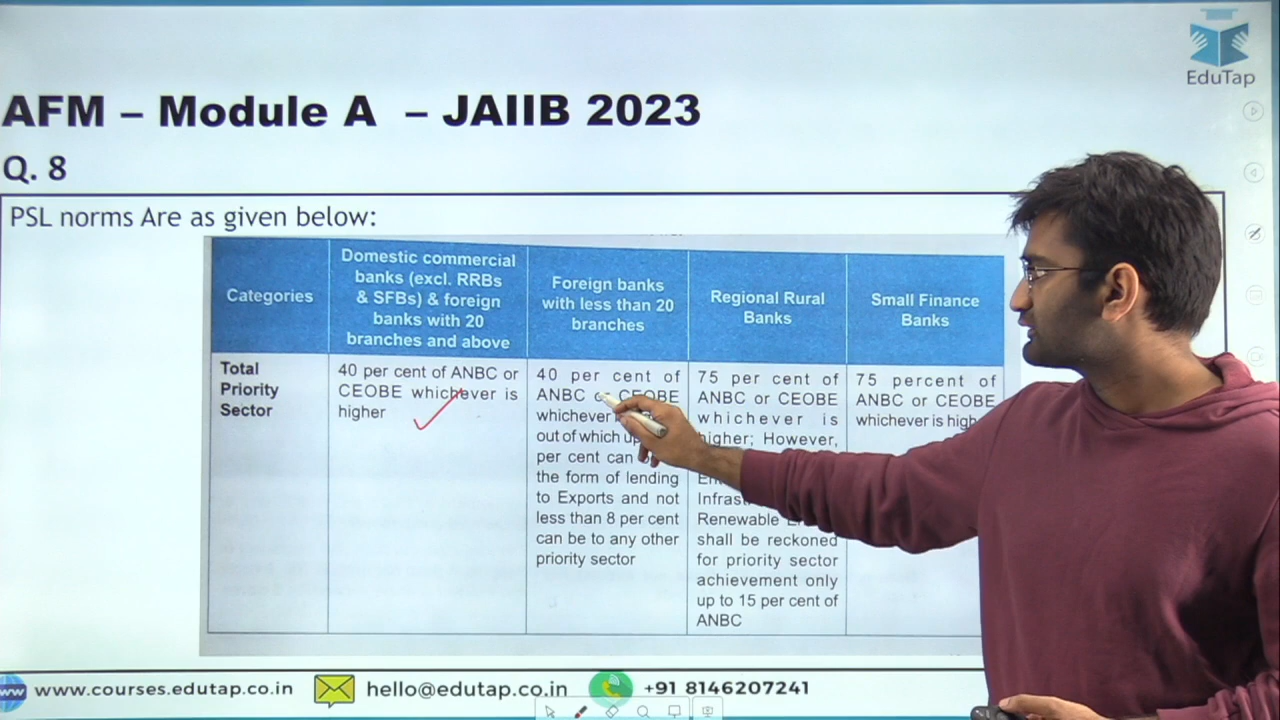 EduTap
AFM – Module A – JAIIB 2023
Q. 8
PSL norms Are as given below:
Categories
Domestic commercial
banks (excl. RRBs
& SFBs) & foreign
banks with 20
branches and above
Foreign banks
with less than 20
branches
Regional Rural
Banks
Small Finance
Banks
Total
Priority
Sector
40 per cent of ANBC or
CEOBE whichever is
higher
40 per cent of
ANBC CEOBE
whichever
out of which
per cent can
the form of lending
to Exports and not
less than 8 per cent
can be to any other
priority sector
75 per cent of
ANBC or CEOBE
whichever is
higher; However,
Renewable
shall be reckoned
for priority sector
achievement only
up to 15 per cent of
ANBC
75 percent of
ANBC or CEOBE
whichever is
www.courses.edutap.co.in
hello@edutap.co.in
+91 8146207241